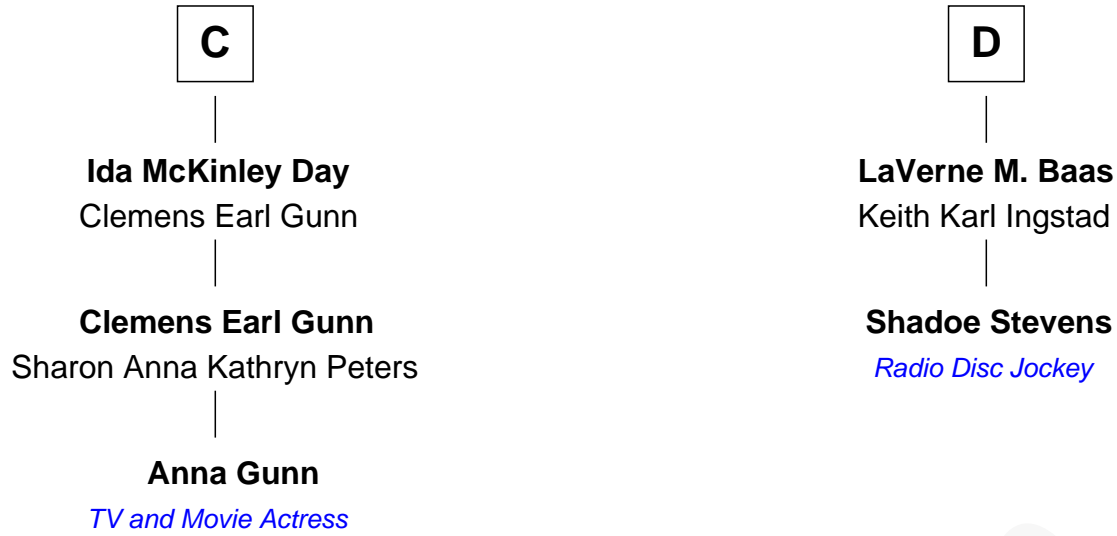 C
Ida McKinley Day
Clemens Earl Gunn
Clemens Earl Gunn
Sharon Anna Kathryn Peters
Anna Gunn
TV and Movie Actress
D
LaVerne M. Baas
Keith Karl Ingstad
Shadoe Stevens
Radio Disc Jockey